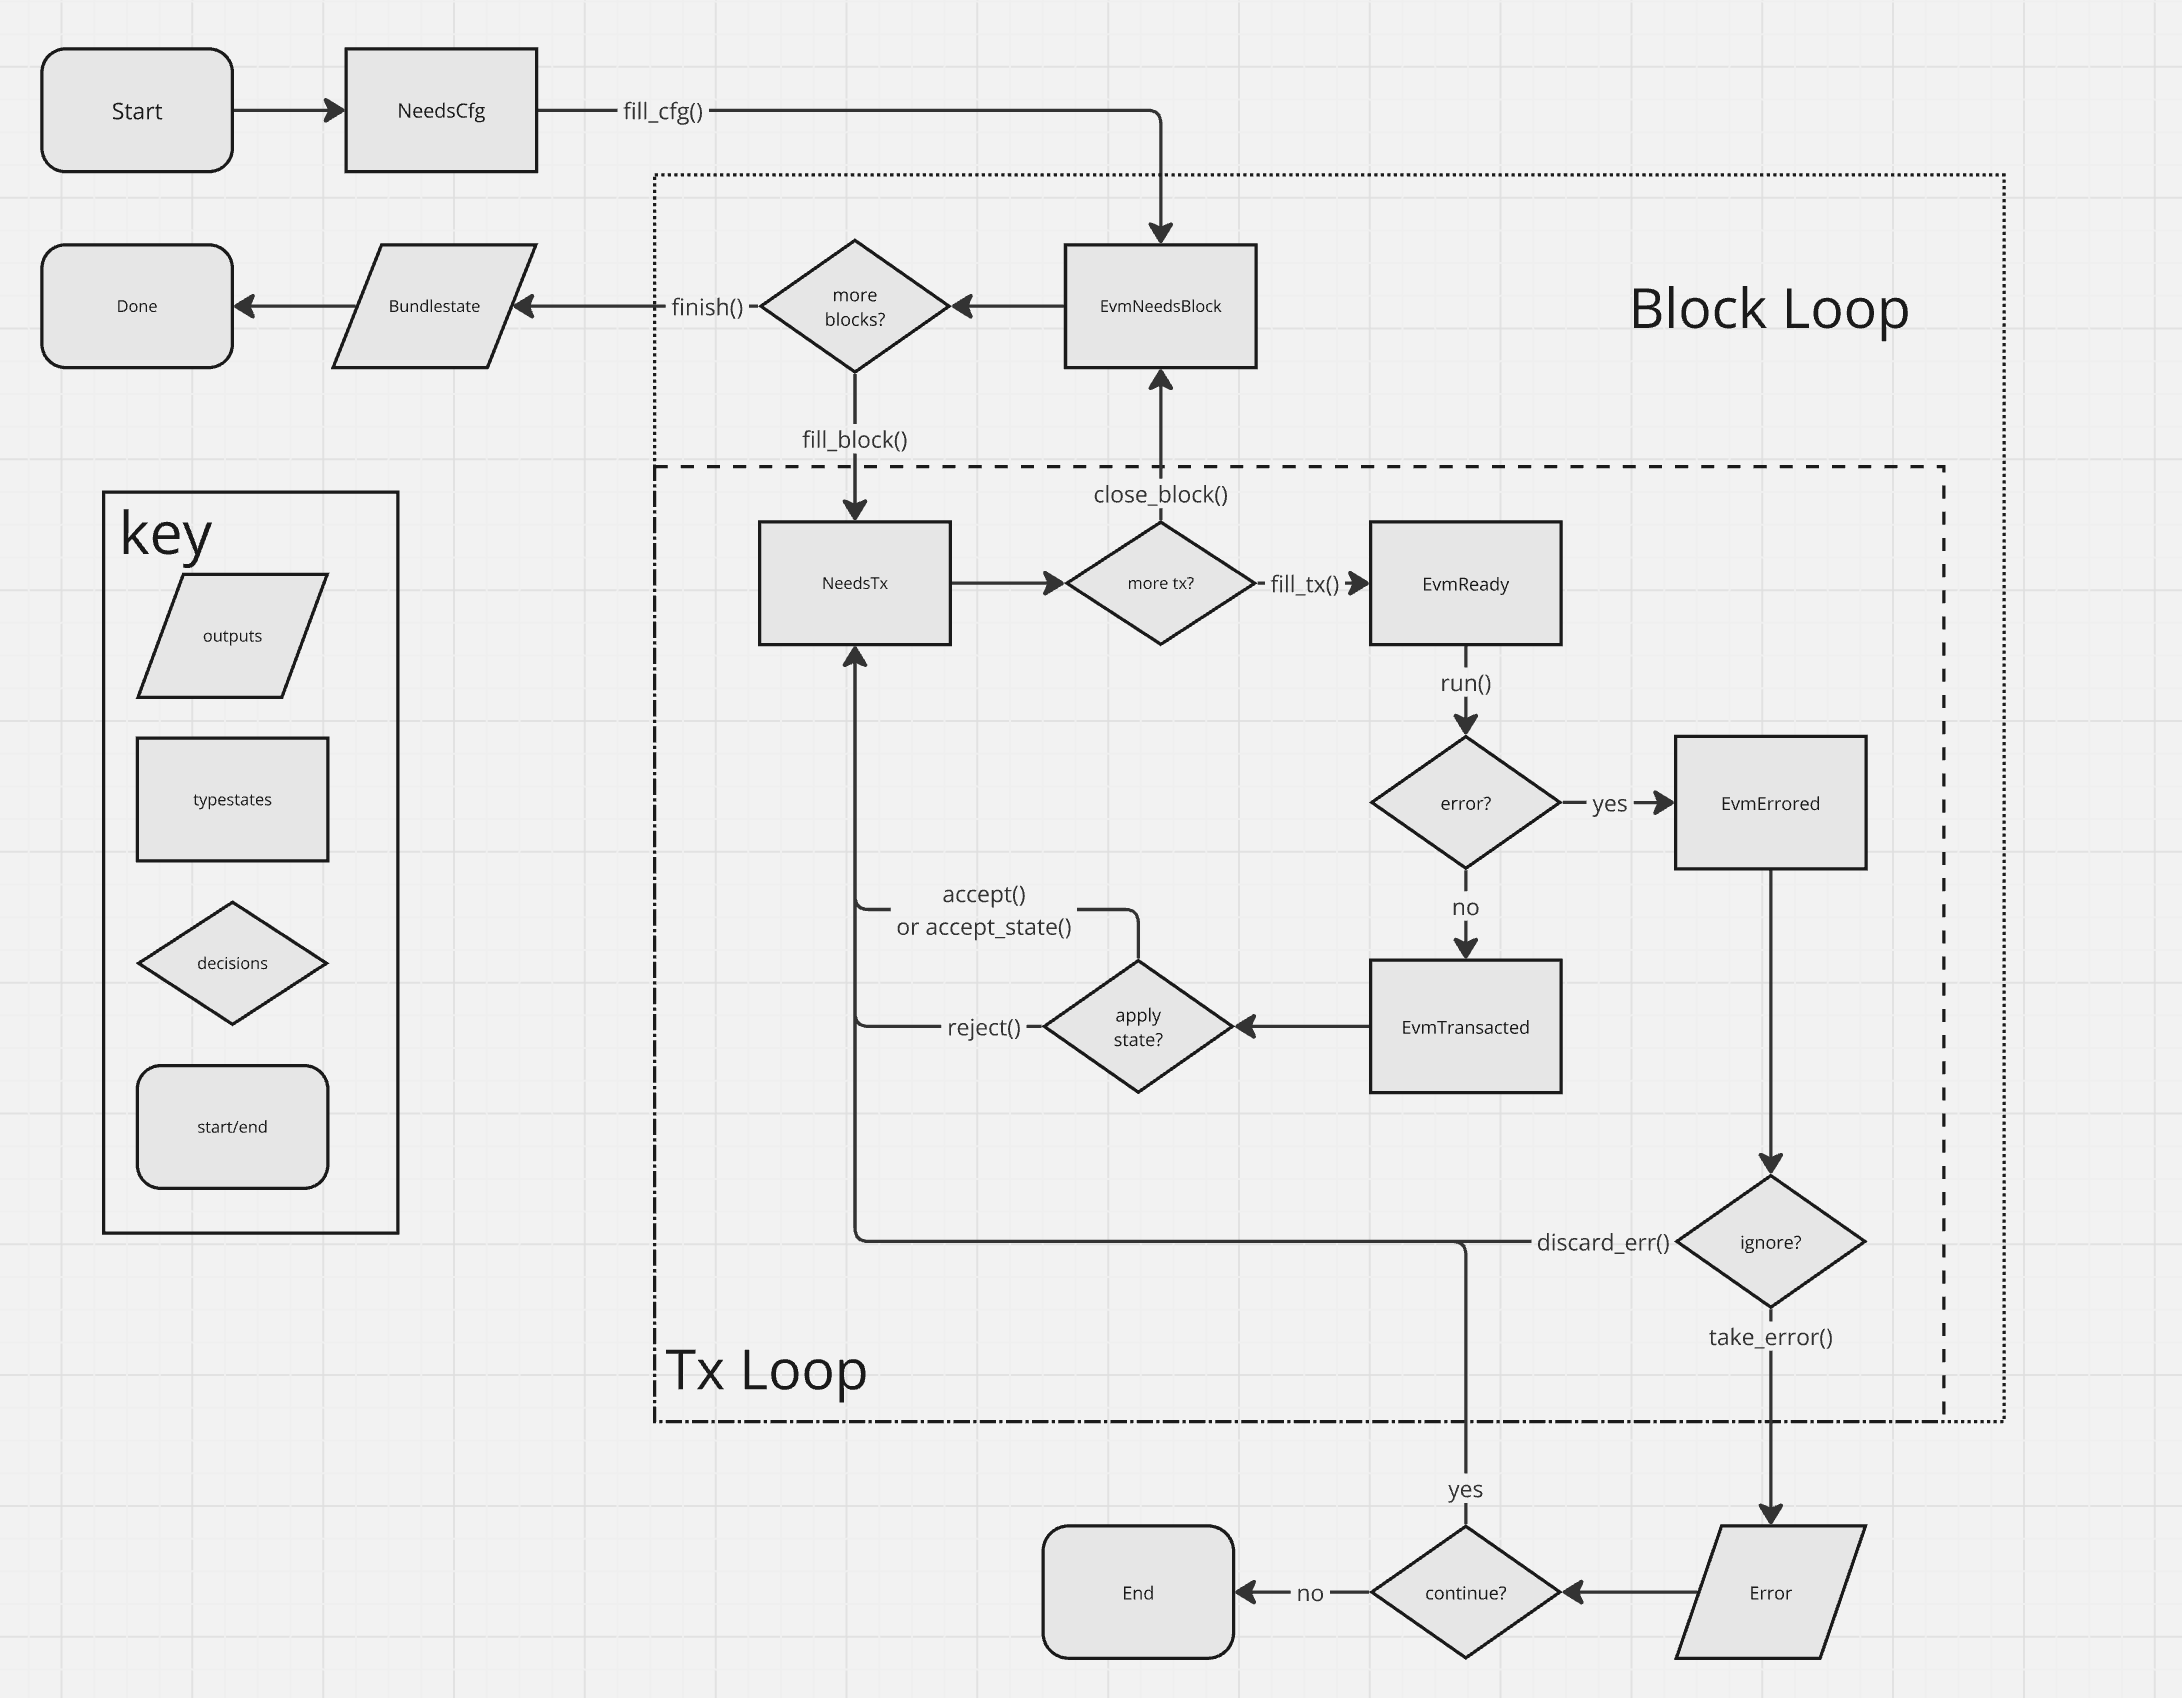 Start
NeedsCfg
fill_cfg()
Done
Bundlestate
finish()
more
blocks?
EvmNeedsBlock
Block Loop
fill_block()
close_block()
key
outputs
typestates
decisions
start/end
NeedsTx
more tx?
fill_tx()
EvmReady
run()
error?
yes
EvmErrored
no
accept()
or accept_state()
apply
state?
reject()
EvmTransacted
discard_err()
ignore?
take_error()
Tx Loop
yes
End
no
continue?
Error